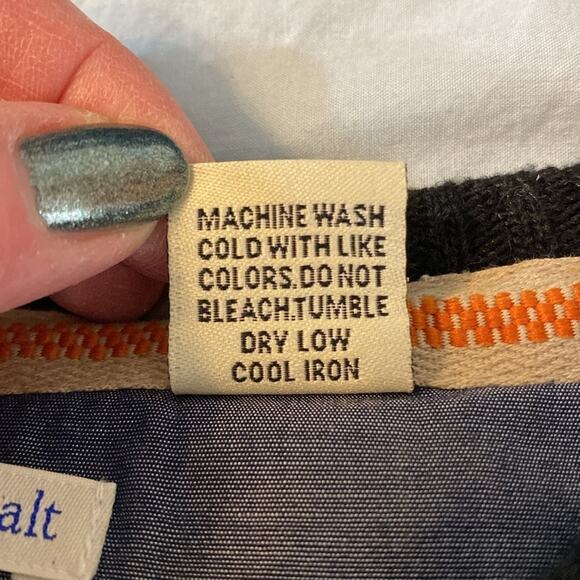 MACHINE WASH
COLD WITH LIKE
COLORS.DO NOT
BLEACH.TUMBLE
DRY LOW
COOL IRON
alt